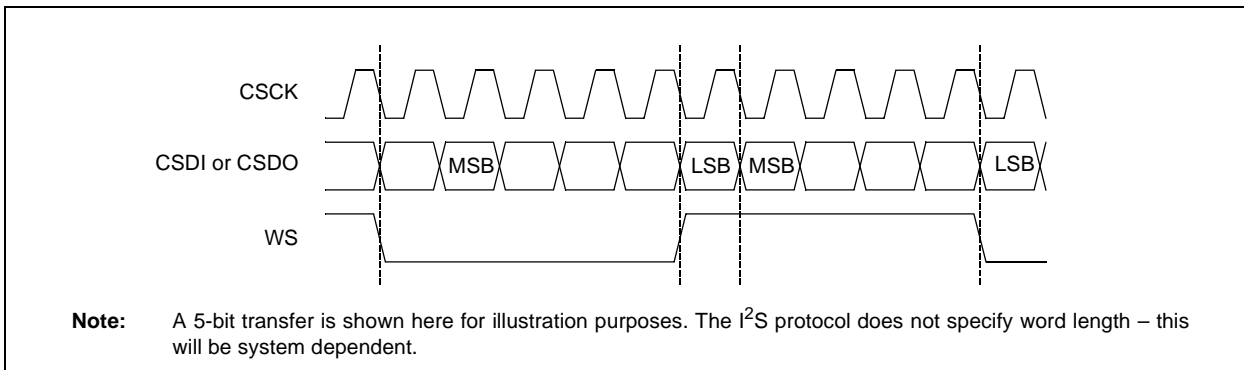 CSCK
CSDI or CSDO
MSB
LSB
MSB
LSB
WS
Note: A 5-bit transfer is shown here for illustration purposes. The I²S protocol does not specify word length – this
will be system dependent.